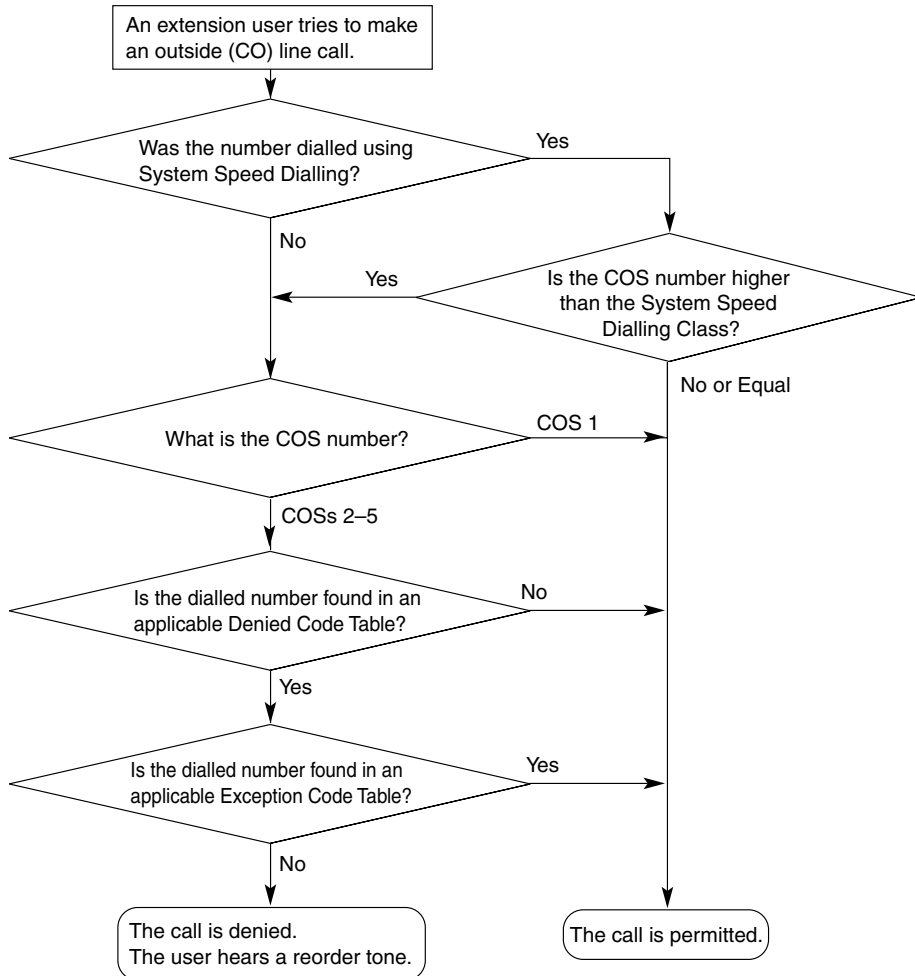 An extension user tries to make
an outside (CO) line call.
Was the number dialled using
System Speed Dialling?
Yes
No
Is the COS number higher
than the System Speed
Dialling Class?
Yes
No or Equal
What is the COS number?
COS 1
COSs 2–5
Is the dialled number found in an
applicable Denied Code Table?
No
Yes
Is the dialled number found in an
applicable Exception Code Table?
Yes
No
The call is denied.
The user hears a reorder tone.
The call is permitted.